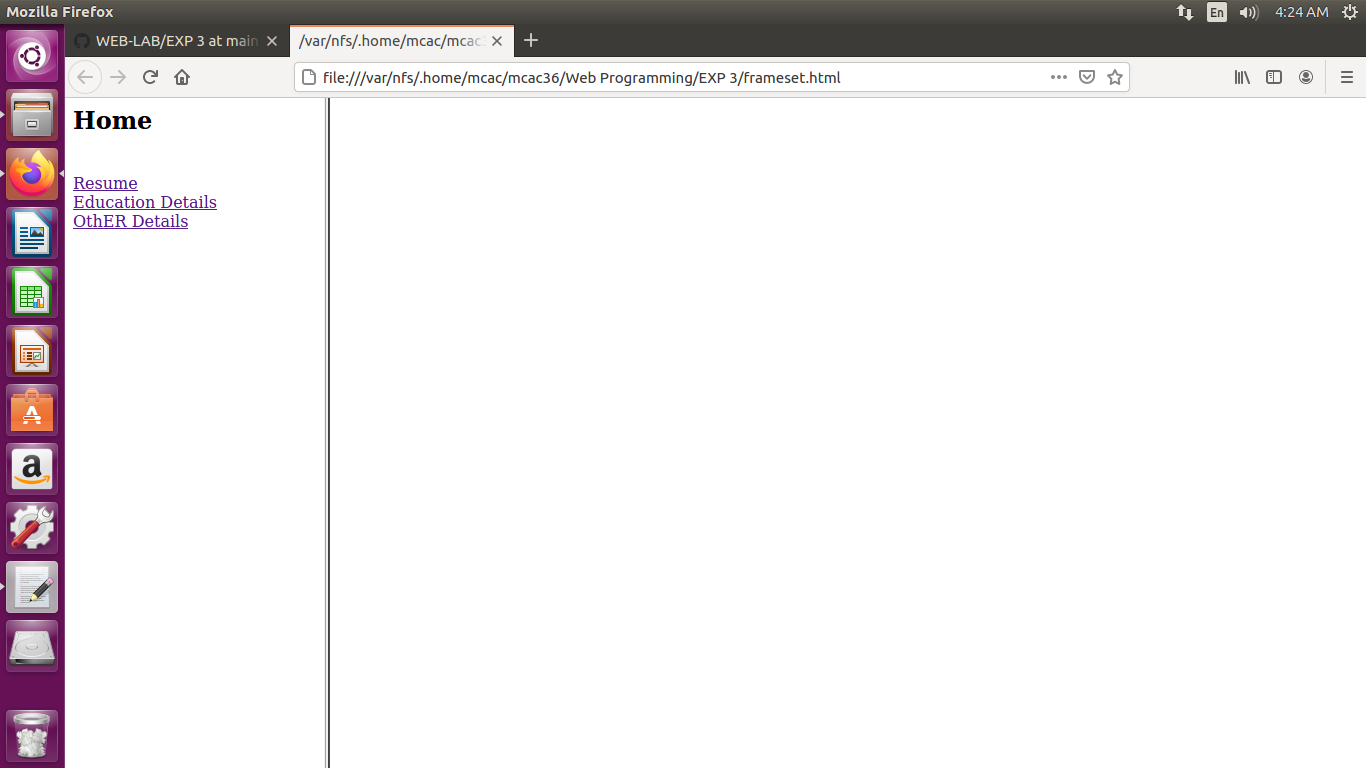 Mozilla Firefox
En
4:24 AM
WEB-LAB/EXP 3 at main
/var/nfs/.home/mcac/mcac
file:///var/nfs/.home/mcac/mcac36/Web Programming/EXP 3/frameset.html
Home
Resume
Education Details
OthER Details